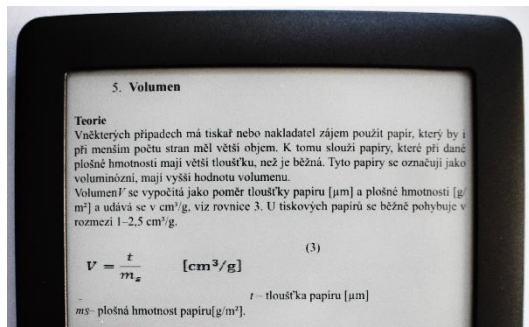 5. Volumen
Teorie
Vněkterých případech má tiskař nebo nakladatel zájem použít papír, který by i
při menším počtu stran měl větší objem. K tomu slouží papíry, které při dané
plošné hmotnosti mají větší tloušťku, než je běžná. Tyto papíry se označují jako
voluminózní, mají vyšší hodnotu volumenu.
VolumenV se vypočítá jako poměr tloušťky papíru [µm] a plošné hmotnosti [g/
m²] a udává se v cm³/g, viz rovnice 3. U tiskových papírů se běžně pohybuje v
rozmezí 1–2,5 cm³/g.
(3)
V = t/mₛ [cm³/g]
t – tloušťka papíru [µm]
ms– plošná hmotnost papíru[g/m²].